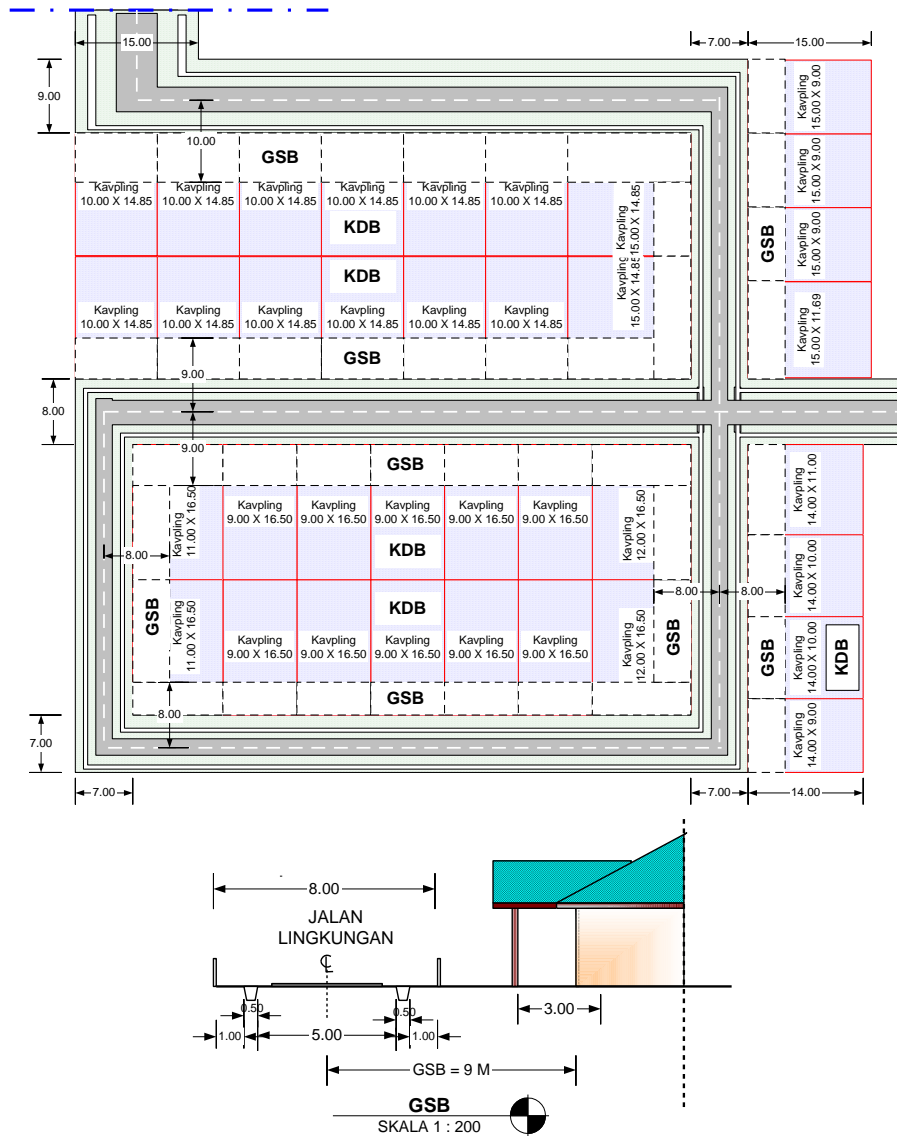 15.00
7.00
15.00
9.00
10.00
GSB
Kavpling
15.00 X 9.00
Kavpling
15.00 X 9.00
Kavpling
15.00 X 9.00
Kavpling
15.00 X 11.69
GSB
Kavpling
10.00 X 14.85
Kavpling
10.00 X 14.85
Kavpling
10.00 X 14.85
Kavpling
10.00 X 14.85
Kavpling
10.00 X 14.85
Kavpling
10.00 X 14.85
Kavpling
15.00 X 14.85
KDB
KDB
Kavpling
15.00 X 14.85
Kavpling
10.00 X 14.85
Kavpling
10.00 X 14.85
Kavpling
10.00 X 14.85
Kavpling
10.00 X 14.85
Kavpling
10.00 X 14.85
Kavpling
10.00 X 14.85
GSB
9.00
8.00
9.00
GSB
Kavpling
11.00 X 16.50
Kavpling
9.00 X 16.50
Kavpling
9.00 X 16.50
Kavpling
9.00 X 16.50
Kavpling
9.00 X 16.50
Kavpling
9.00 X 16.50
Kavpling
12.00 X 16.50
Kavpling
14.00 X 11.00
Kavpling
14.00 X 10.00
KDB
8.00
8.00
8.00
GSB
KDB
Kavpling
11.00 X 16.50
Kavpling
9.00 X 16.50
Kavpling
9.00 X 16.50
Kavpling
9.00 X 16.50
Kavpling
9.00 X 16.50
Kavpling
9.00 X 16.50
Kavpling
12.00 X 16.50
GSB
GSB
Kavpling
14.00 X 10.00
KDB
Kavpling
14.00 X 9.00
GSB
8.00
7.00
7.00
7.00
14.00
8.00
JALAN
LINGKUNGAN
℄
0.50
0.50
1.00
5.00
1.00
3.00
GSB = 9 M
GSB
SKALA 1 : 200